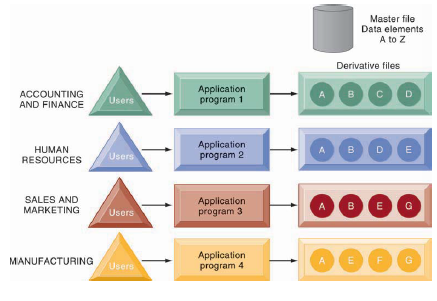 Master file
Data elements
A to Z
Derivative files
ACCOUNTING
AND FINANCE
Users
Application
program 1
A B C D
HUMAN
RESOURCES
Users
Application
program 2
A B D E
SALES AND
MARKETING
Users
Application
program 3
A B E G
MANUFACTURING
Users
Application
program 4
A E F G